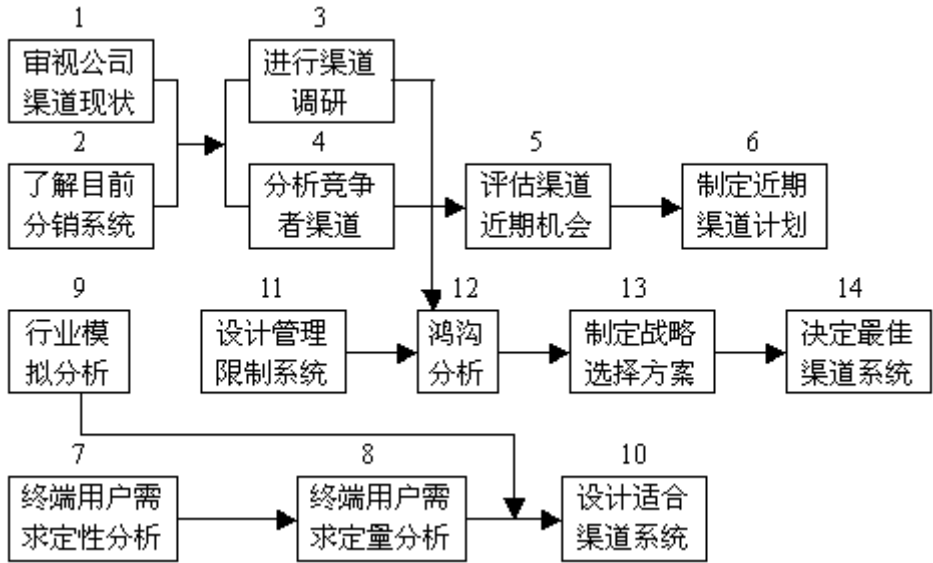 1
3
审视公司
渠道现状
进行渠道
调研
2
4
5
6
了解目前
分销系统
分析竞争
者渠道
评估渠道
近期机会
制定近期
渠道计划
9
11
12
13
14
行业模
拟分析
设计管理
限制系统
鸿沟
分析
制定战略
选择方案
决定最佳
渠道系统
7
8
10
终端用户需
求定性分析
终端用户需
求定量分析
设计适合
渠道系统